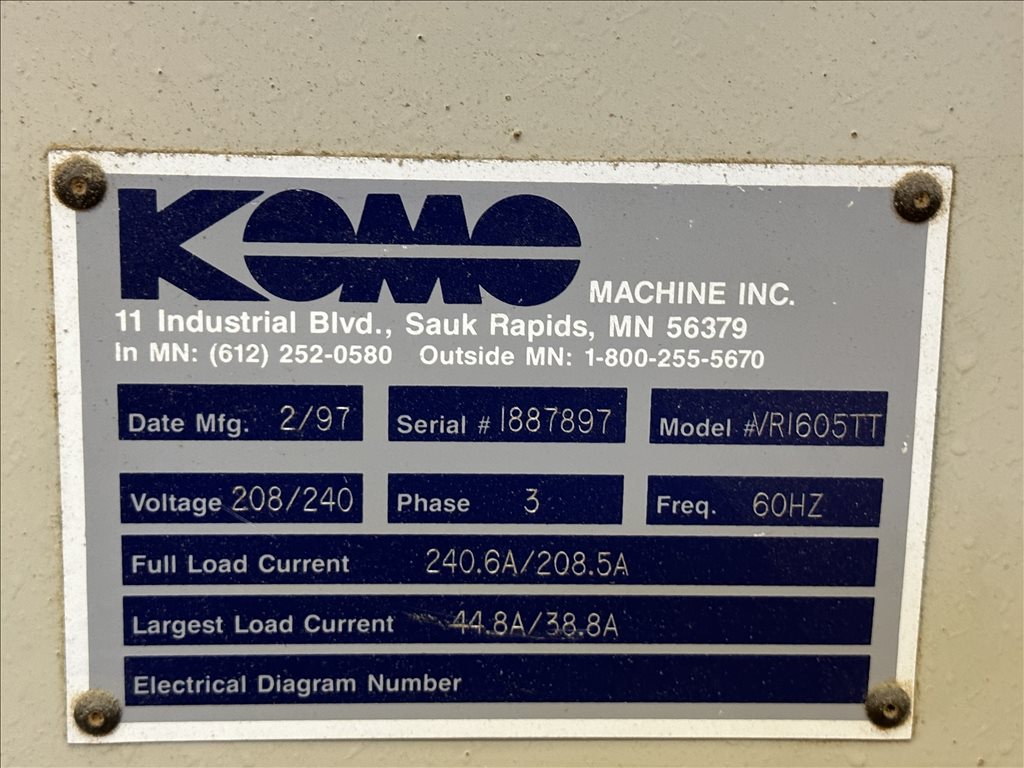 KOMO MACHINE INC.
11 Industrial Blvd., Sauk Rapids, MN 56379
In MN: (612) 252-0580 Outside MN: 1-800-255-5670
Date Mfg. 2/97 Serial # 1887897 Model #VR1605TT
Voltage 208/240 Phase 3 Freq. 60HZ
Full Load Current 240.6A/208.5A
Largest Load Current 44.8A/38.8A
Electrical Diagram Number